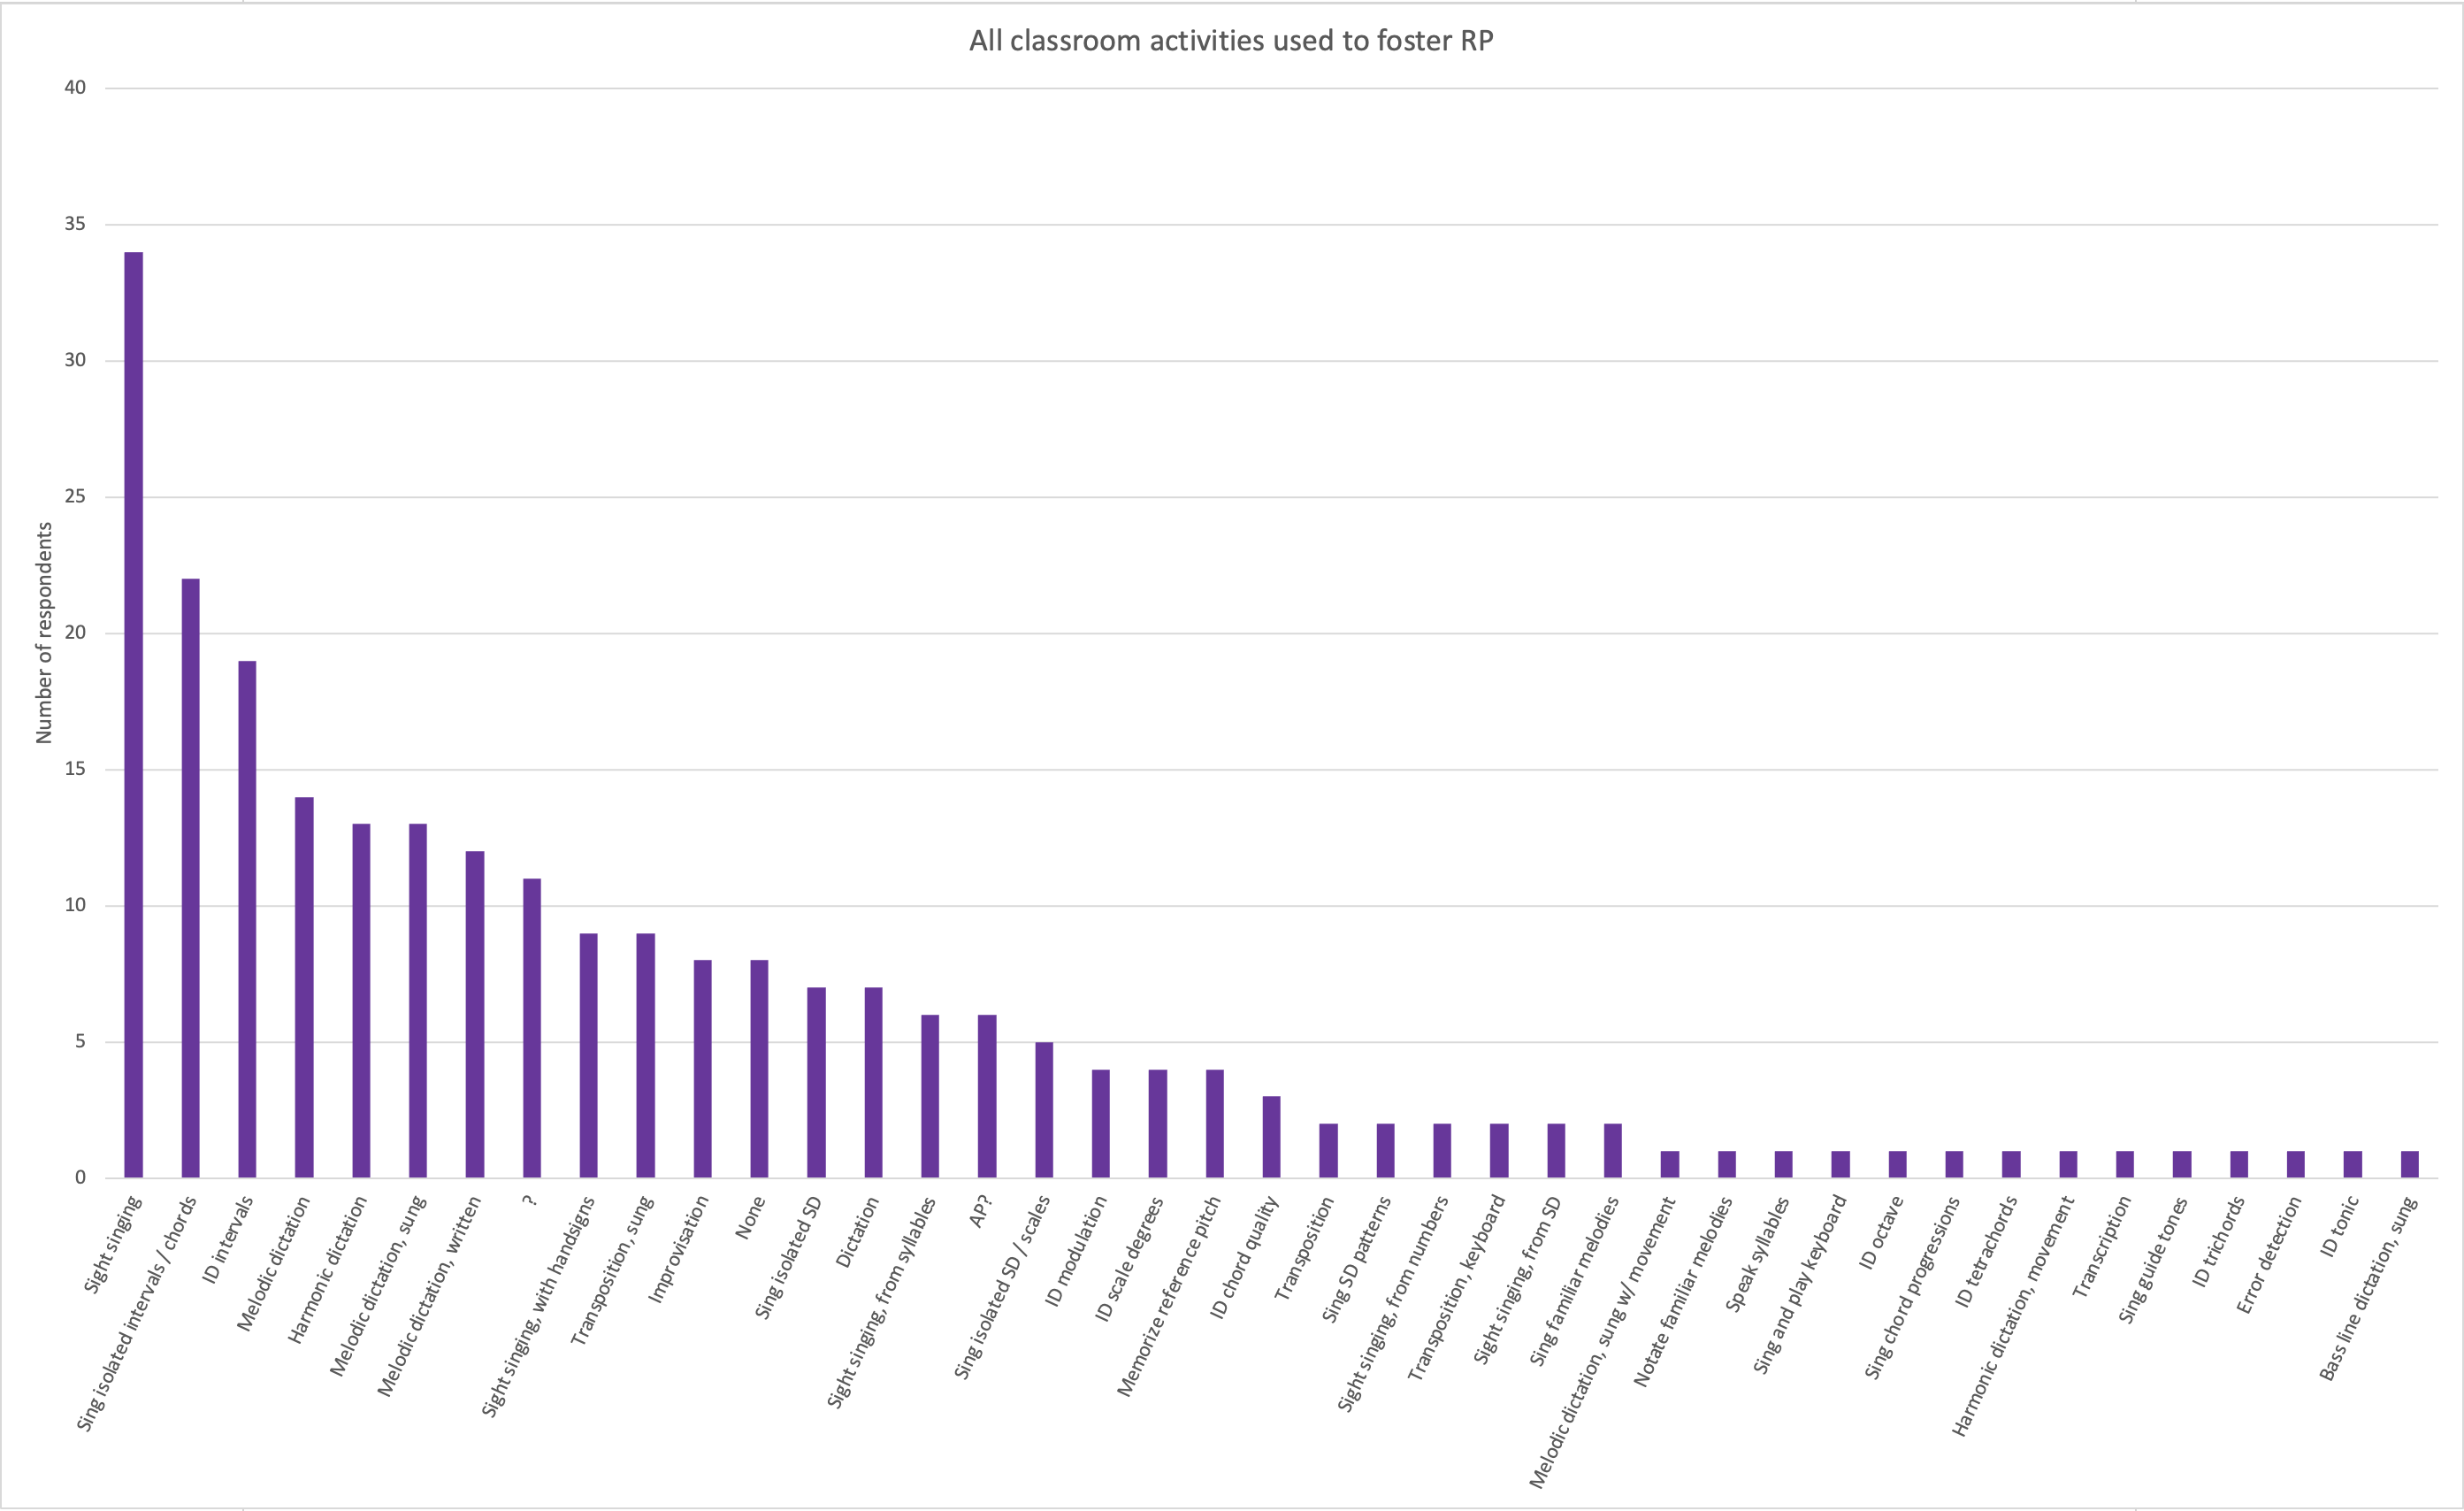 All classroom activities used to foster RP
Number of respondents
40
35
30
25
20
15
10
5
0
Sight singing
Sing isolated intervals / chords
ID intervals
Melodic dictation
Harmonic dictation
Melodic dictation, sung
Melodic dictation, written
?
Sight singing, with handsigns
Transposition, sung
Improvisation
None
Sing isolated SD
Dictation
Sight singing, from syllables
AP?
Sing isolated SD / scales
ID modulation
ID scale degrees
Memorize reference pitch
ID chord quality
Transposition
Sing SD patterns
Sight singing, from numbers
Transposition, keyboard
Sight singing, from SD
Sing familiar melodies
Melodic dictation, sung w/ movement
Notate familiar melodies
Speak syllables
Sing and play keyboard
ID octave
Sing chord progressions
ID tetrachords
Harmonic dictation, movement
Transcription
Sing guide tones
ID trichords
Error detection
ID tonic
Bass line dictation, sung